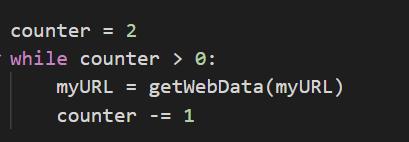 counter = 2
while counter > 0:
    myURL = getWebData(myURL)
    counter -= 1